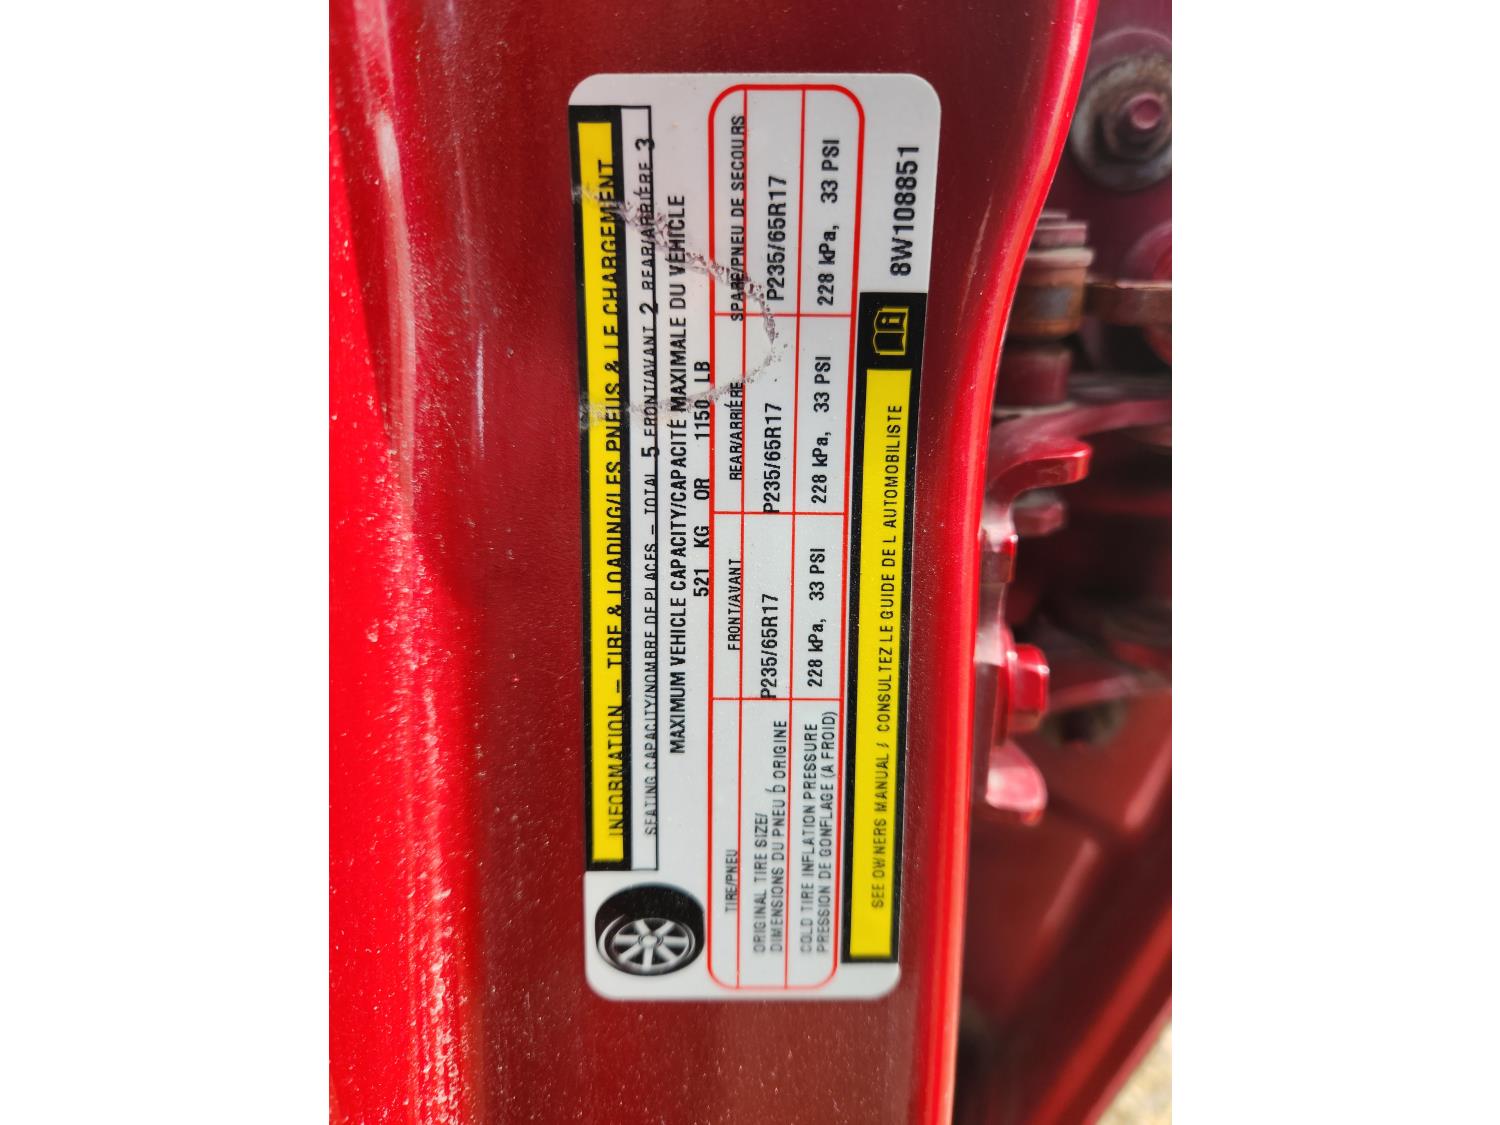 INFORMATION – TIRE & LOADING/LES PNEUS & LE CHARGEMENT
SEATING CAPACITY/NOMBRE DE PLACES – TOTAL 5 FRONT/AVANT 2 REAR/ARRIÈRE 3
MAXIMUM VEHICLE CAPACITY/CAPACITÉ MAXIMALE DU VÉHICLE
521 KG OR 1150 LB
TIRE/PNEU FRONT/AVANT REAR/ARRIÈRE SPARE/PNEU DE SECOURS
ORIGINAL TIRE SIZE/
DIMENSIONS DU PNEU D ORIGINE P235/65R17 P235/65R17 P235/65R17
COLD TIRE INFLATION PRESSURE
PRESSION DE GONFLAGE (A FROID) 228 kPa, 33 PSI 228 kPa, 33 PSI 228 kPa, 33 PSI
SEE OWNERS MANUAL / CONSULTEZ LE GUIDE DE L AUTOMOBILISTE
8W108851